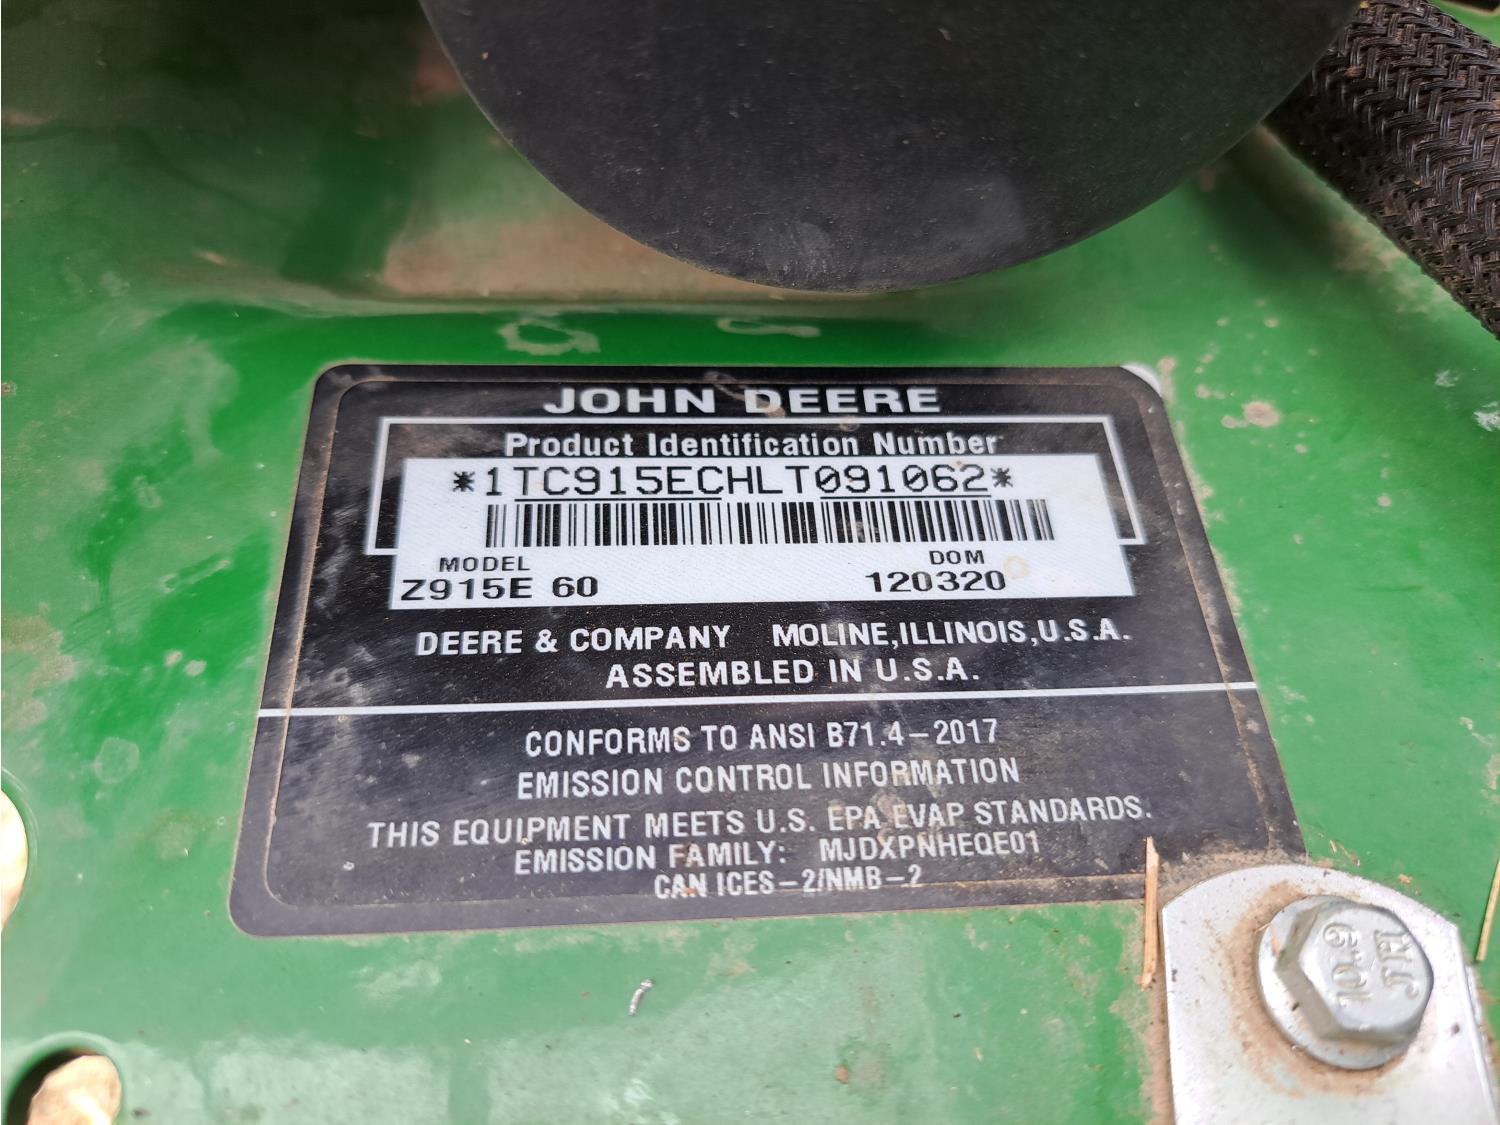 JOHN DEERE
Product Identification Number
*1TC915ECHLT091062*
MODEL DOM
Z915E 60 120320
DEERE & COMPANY MOLINE, ILLINOIS, U.S.A.
ASSEMBLED IN U.S.A.
CONFORMS TO ANSI B71.4-2017
EMISSION CONTROL INFORMATION
THIS EQUIPMENT MEETS U.S. EPA EVAP STANDARDS.
EMISSION FAMILY: MJDXPNHEQE01
CAN ICES-2/NMB-2
10.9